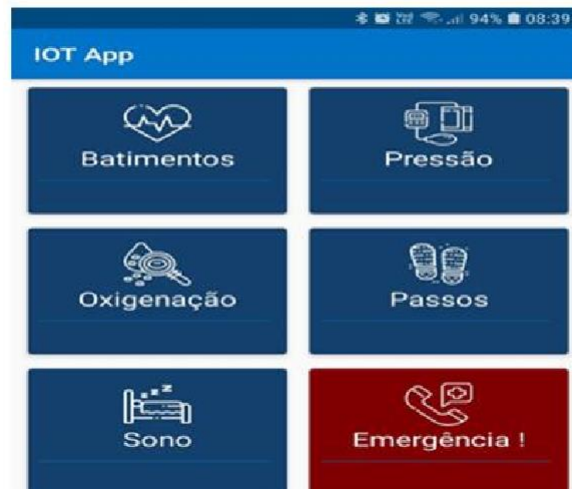 94% 08:39
IOT App
Batimentos
Pressão
Oxigenação
Passos
Sono
Emergência !